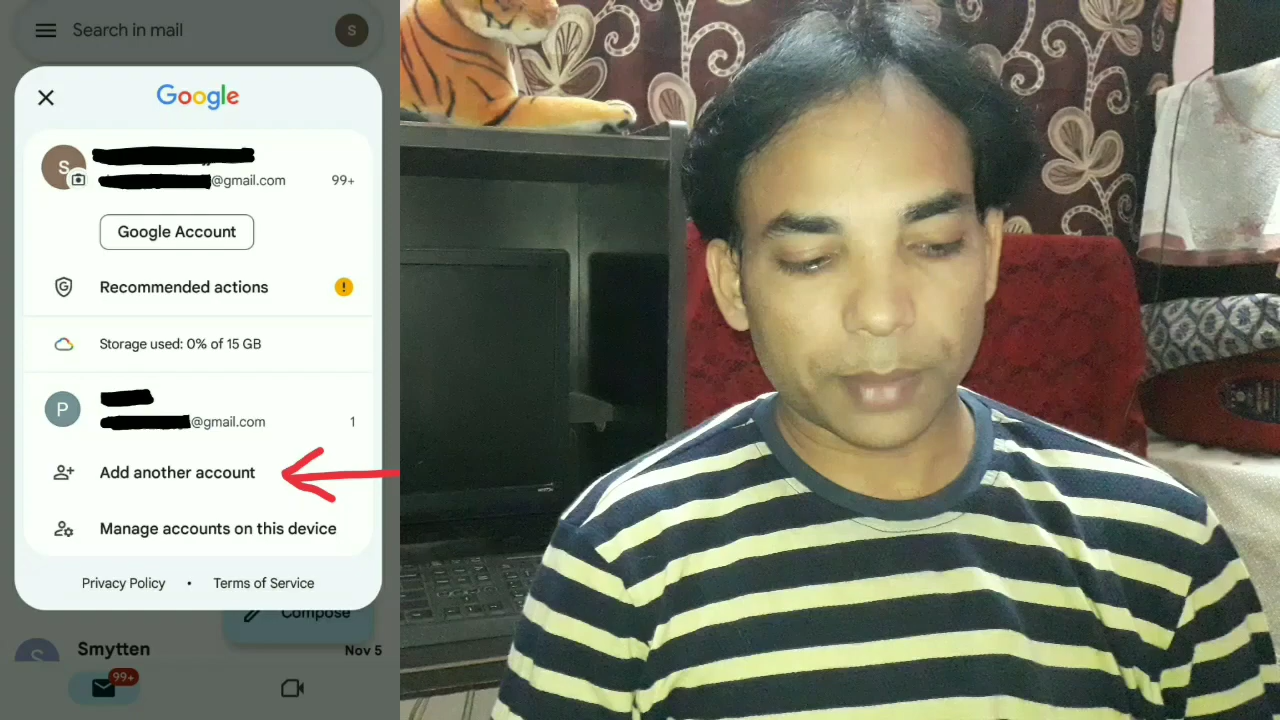 Search in mail
S
Google
S
@gmail.com
99+
Google Account
Recommended actions
!
Storage used: 0% of 15 GB
P
@gmail.com
1
Add another account
Manage accounts on this device
Privacy Policy • Terms of Service
Compose
S
Smytten
Nov 5
99+